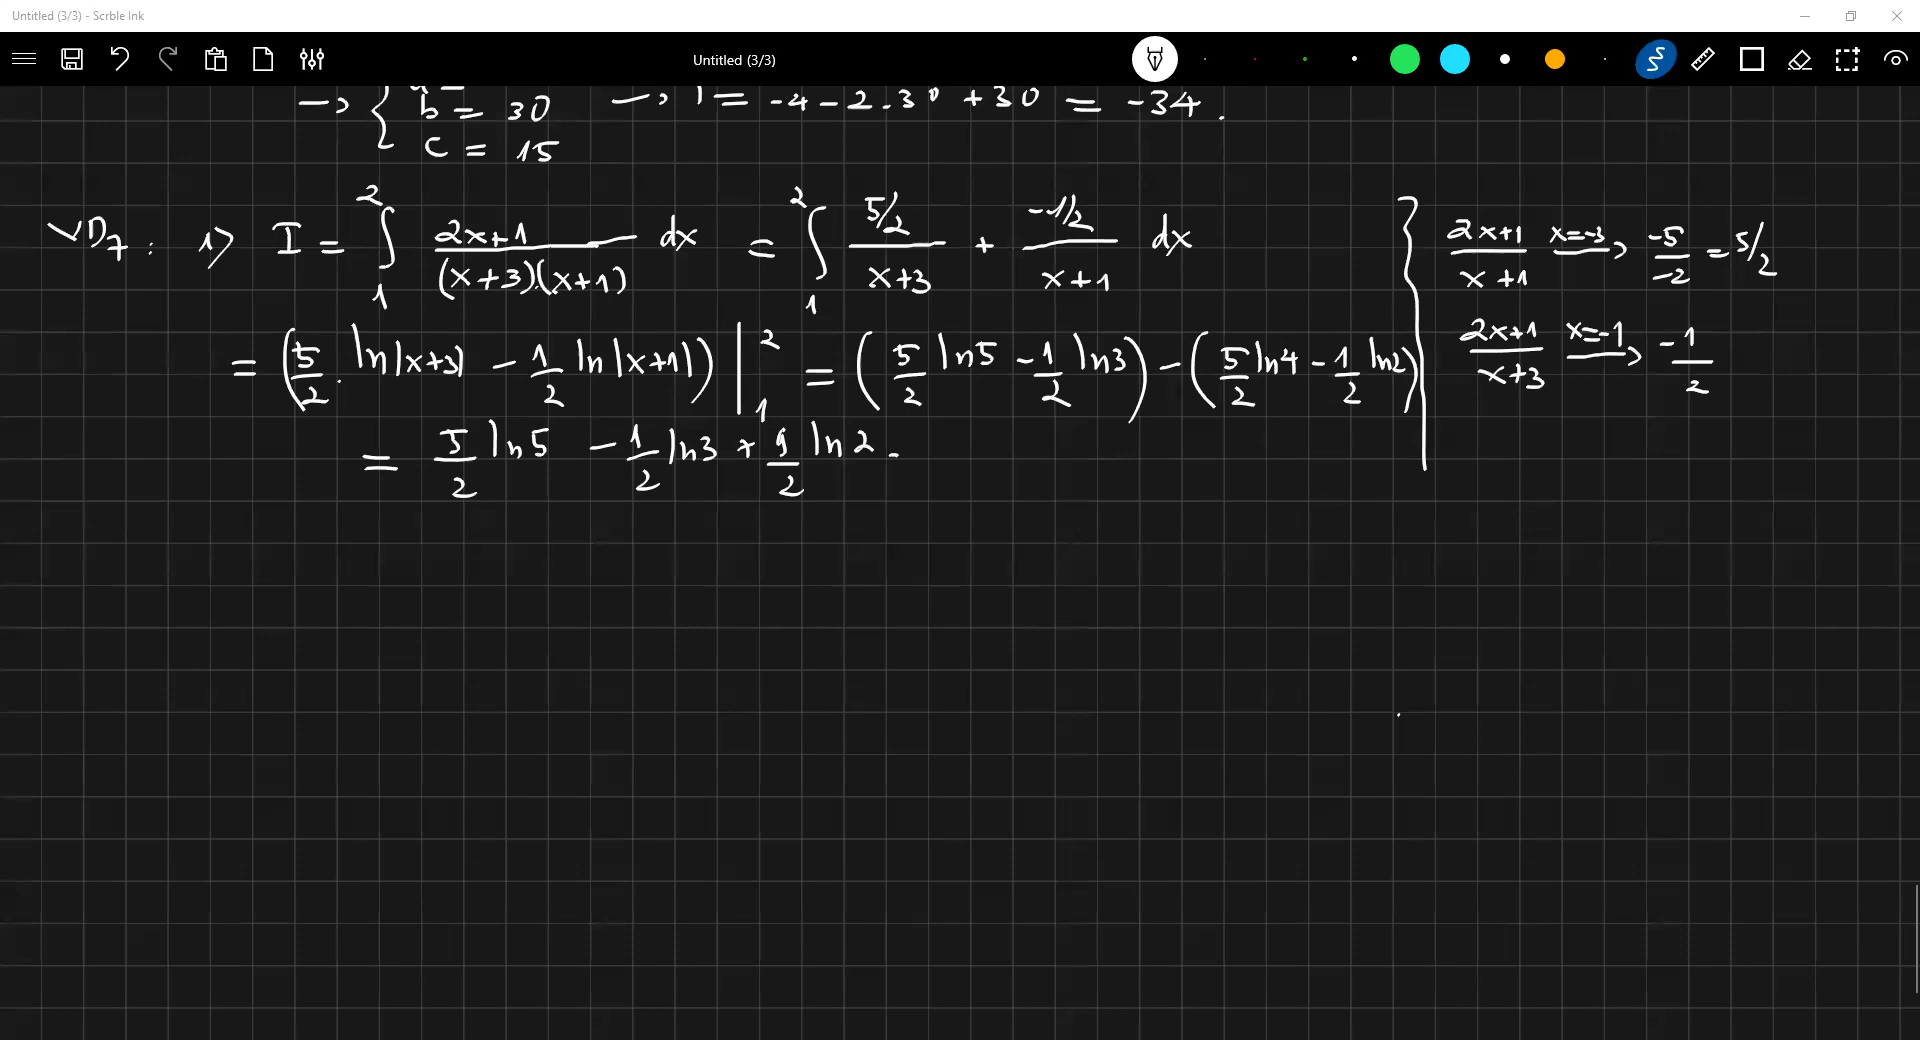 Untitled (3/3) - Scrble Ink
Untitled (3/3)
→ { b = 30 → = -4 - 2.30 + 30 = -34.
c = 15
VD7: 1) I = ∫₁² (2x+1)/((x+3)(x+1)) dx = ∫₁² (5/2)/(x+3) + (-1/2)/(x+1) dx } (2x+1)/(x+1) x=-3→ -5/-2 = 5/2
= (5/2 . ln|x+3| - 1/2 ln|x+1|) |₁² = (5/2 ln5 - 1/2 ln3) - (5/2 ln4 - 1/2 ln2) (2x+1)/(x+3) x=-1→ -1/2
= 5/2 ln5 - 1/2 ln3 + 9/2 ln2.